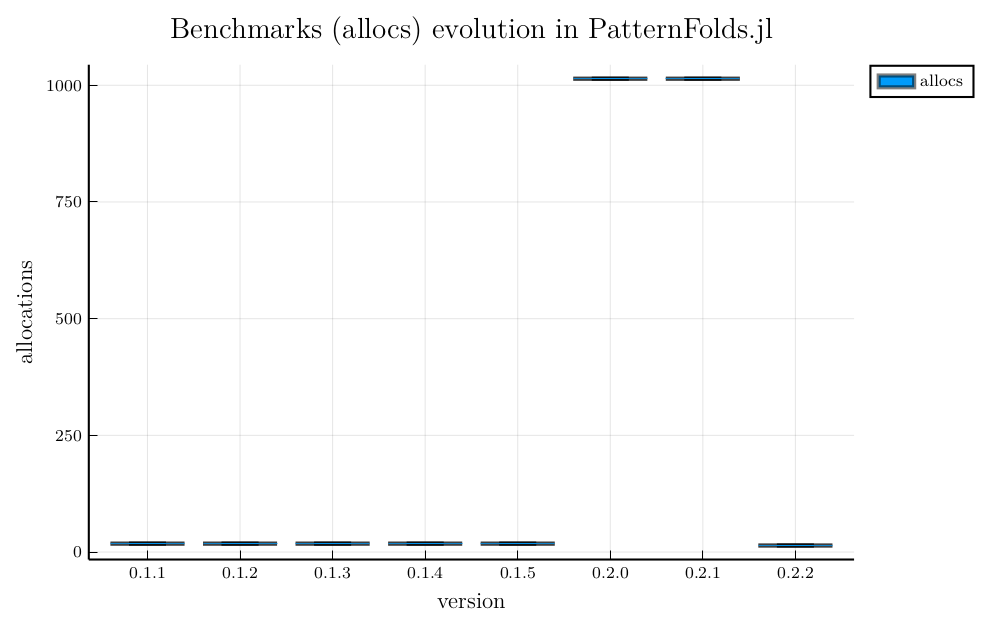 Benchmarks (allocs) evolution in PatternFolds.jl
allocs
allocations
1000
750
500
250
0
0.1.1 0.1.2 0.1.3 0.1.4 0.1.5 0.2.0 0.2.1 0.2.2
version